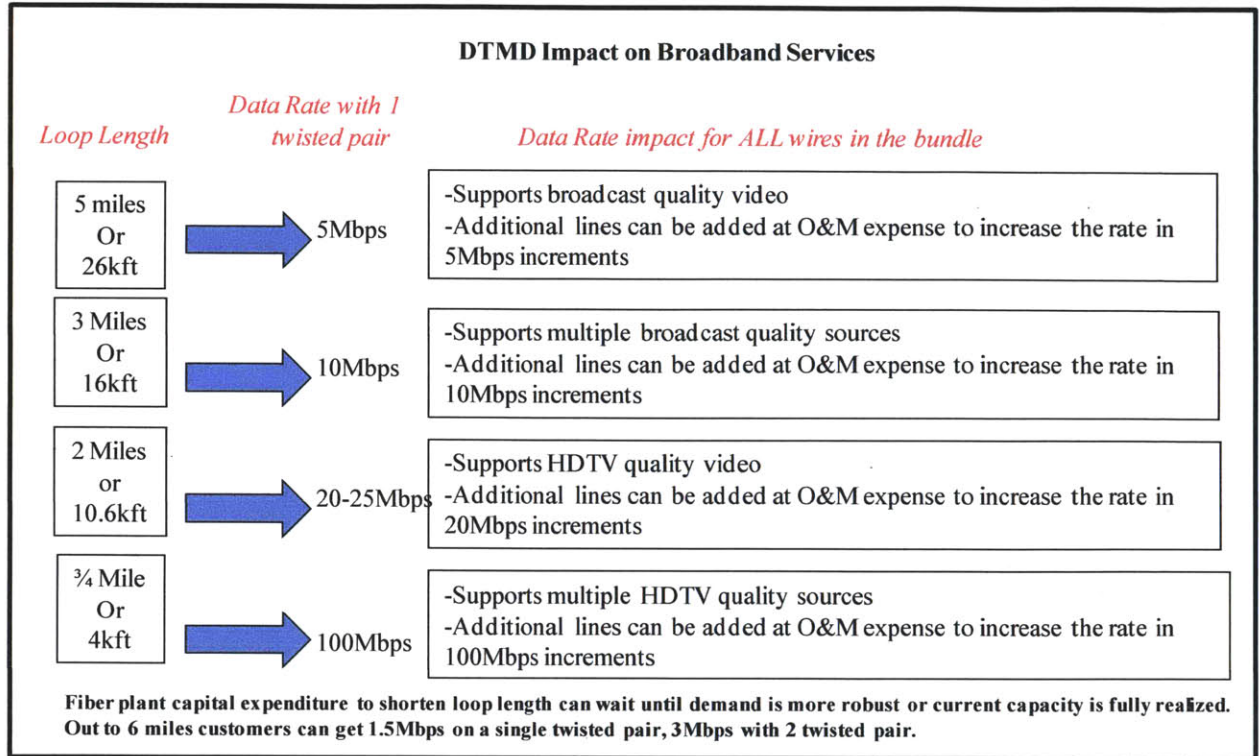 DTMD Impact on Broadband Services
Loop Length
Data Rate with 1
twisted pair
Data Rate impact for ALL wires in the bundle
5 miles
Or
26kft
5Mbps
-Supports broadcast quality video
-Additional lines can be added at O&M expense to increase the rate in
5Mbps increments
3 Miles
Or
16kft
10Mbps
-Supports multiple broadcast quality sources
-Additional lines can be added at O&M expense to increase the rate in
10Mbps increments
2 Miles
or
10.6kft
20-25Mbps
-Supports HDTV quality video
-Additional lines can be added at O&M expense to increase the rate in
20Mbps increments
¾ Mile
Or
4kft
100Mbps
-Supports multiple HDTV quality sources
-Additional lines can be added at O&M expense to increase the rate in
100Mbps increments
Fiber plant capital expenditure to shorten loop length can wait until demand is more robust or current capacity is fully realized.
Out to 6 miles customers can get 1.5Mbps on a single twisted pair, 3Mbps with 2 twisted pair.